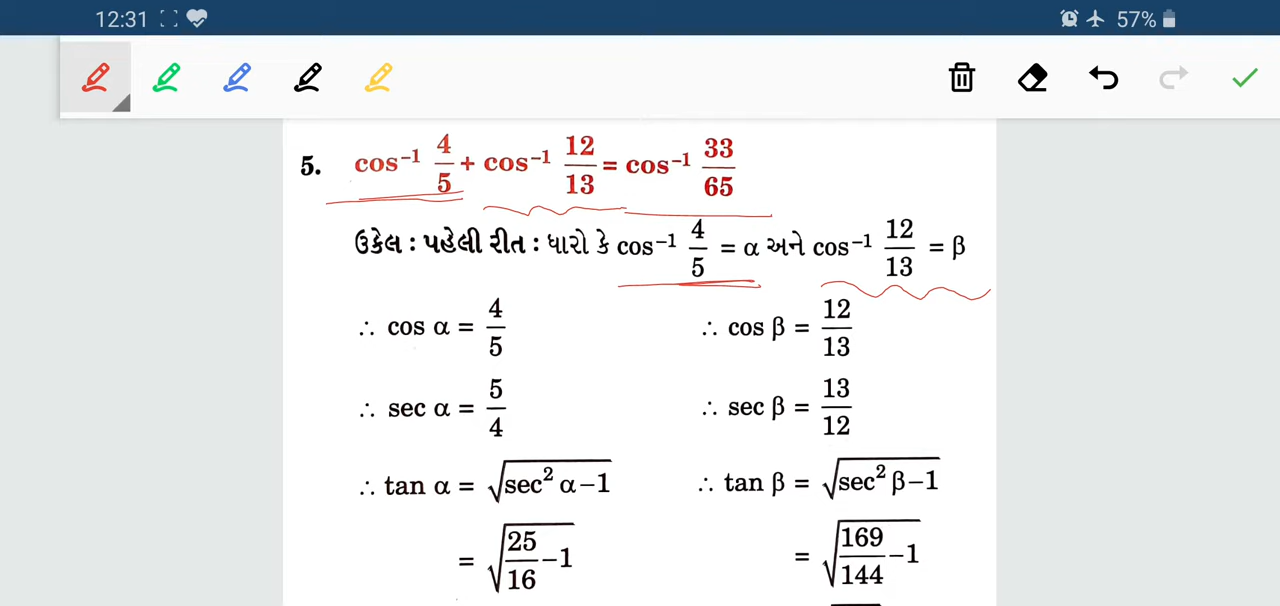 12:31 57%
5. cos⁻¹ 4/5 + cos⁻¹ 12/13 = cos⁻¹ 33/65
ઉકેલ : પહેલી રીત : ધારો કે cos⁻¹ 4/5 = α અને cos⁻¹ 12/13 = β
∴ cos α = 4/5 ∴ cos β = 12/13
∴ sec α = 5/4 ∴ sec β = 13/12
∴ tan α = √(sec² α−1) ∴ tan β = √(sec² β−1)
= √(25/16 −1) = √(169/144 −1)